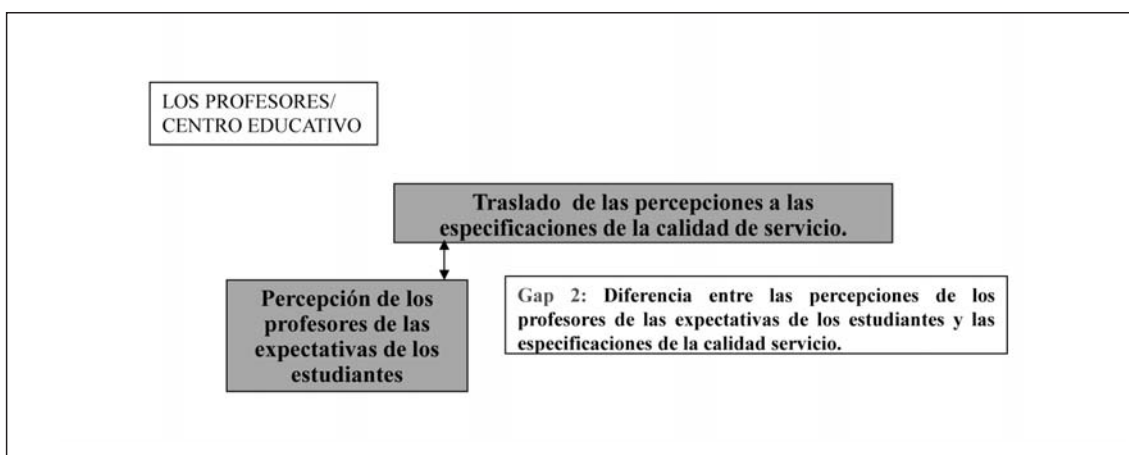 LOS PROFESORES/
CENTRO EDUCATIVO
Traslado de las percepciones a las
especificaciones de la calidad de servicio.
Percepción de los
profesores de las
expectativas de los
estudiantes
Gap 2: Diferencia entre las percepciones de los
profesores de las expectativas de los estudiantes y las
especificaciones de la calidad servicio.